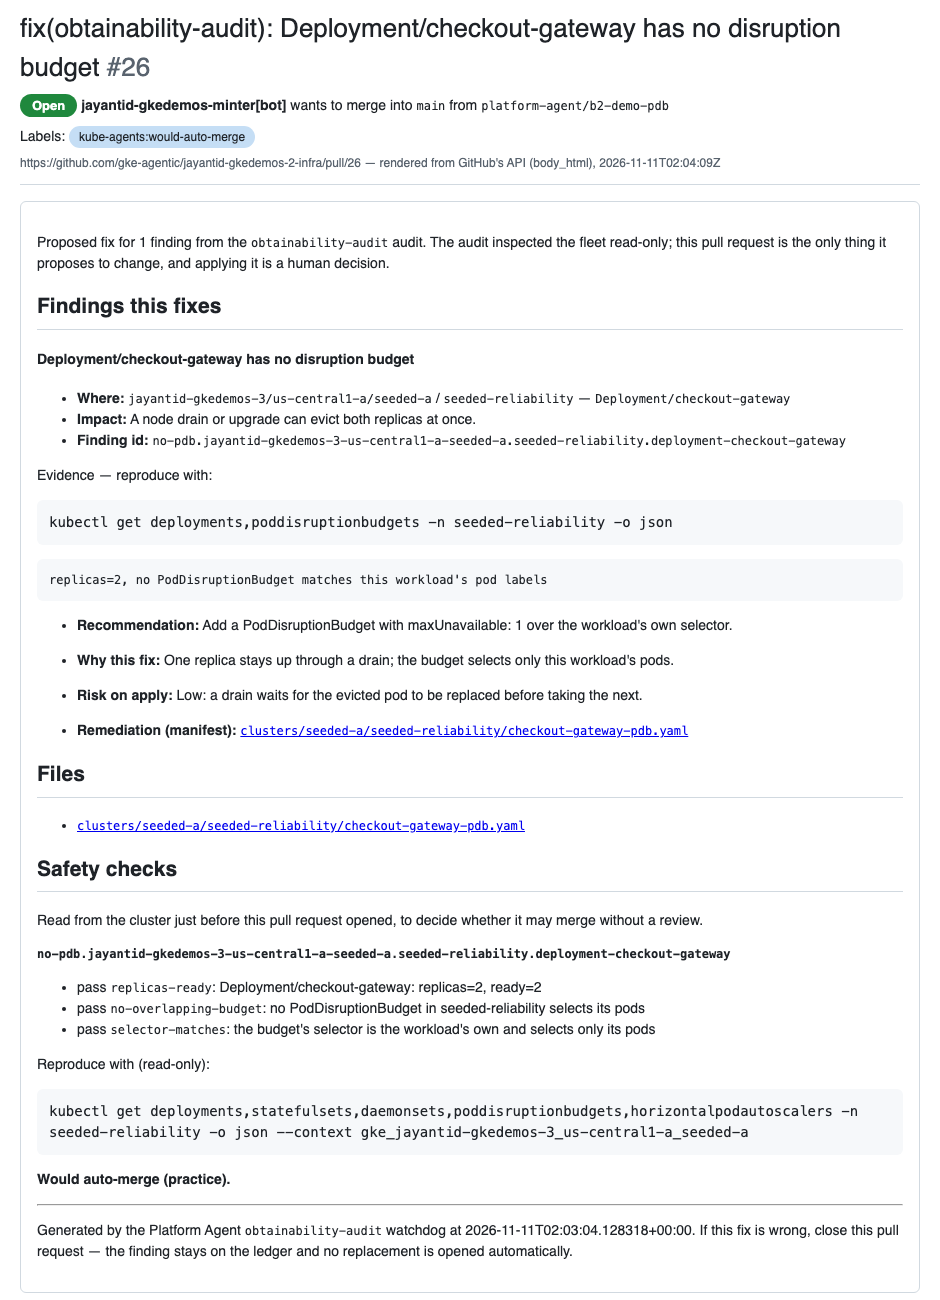 fix(obtainability-audit): Deployment/checkout-gateway has no disruption
budget #26
Open jayantid-gkedemos-minter[bot] wants to merge into main from platform-agent/b2-demo-pdb
Labels: kube-agents:would-auto-merge
https://github.com/gke-agentic/jayantid-gkedemos-2-infra/pull/26 — rendered from GitHub's API (body_html), 2026-11-11T02:04:09Z
Proposed fix for 1 finding from the obtainability-audit audit. The audit inspected the fleet read-only; this pull request is the only thing it
proposes to change, and applying it is a human decision.
Findings this fixes
Deployment/checkout-gateway has no disruption budget
• Where: jayantid-gkedemos-3/us-central1-a/seeded-a / seeded-reliability — Deployment/checkout-gateway
• Impact: A node drain or upgrade can evict both replicas at once.
• Finding id: no-pdb.jayantid-gkedemos-3-us-central1-a-seeded-a.seeded-reliability.deployment-checkout-gateway
Evidence — reproduce with:
kubectl get deployments,poddisruptionbudgets -n seeded-reliability -o json
replicas=2, no PodDisruptionBudget matches this workload's pod labels
• Recommendation: Add a PodDisruptionBudget with maxUnavailable: 1 over the workload's own selector.
• Why this fix: One replica stays up through a drain; the budget selects only this workload's pods.
• Risk on apply: Low: a drain waits for the evicted pod to be replaced before taking the next.
• Remediation (manifest): clusters/seeded-a/seeded-reliability/checkout-gateway-pdb.yaml
Files
• clusters/seeded-a/seeded-reliability/checkout-gateway-pdb.yaml
Safety checks
Read from the cluster just before this pull request opened, to decide whether it may merge without a review.
no-pdb.jayantid-gkedemos-3-us-central1-a-seeded-a.seeded-reliability.deployment-checkout-gateway
• pass replicas-ready: Deployment/checkout-gateway: replicas=2, ready=2
• pass no-overlapping-budget: no PodDisruptionBudget in seeded-reliability selects its pods
• pass selector-matches: the budget's selector is the workload's own and selects only its pods
Reproduce with (read-only):
kubectl get deployments,statefulsets,daemonsets,poddisruptionbudgets,horizontalpodautoscalers -n
seeded-reliability -o json --context gke_jayantid-gkedemos-3_us-central1-a_seeded-a
Would auto-merge (practice).
Generated by the Platform Agent obtainability-audit watchdog at 2026-11-11T02:03:04.128318+00:00. If this fix is wrong, close this pull
request — the finding stays on the ledger and no replacement is opened automatically.